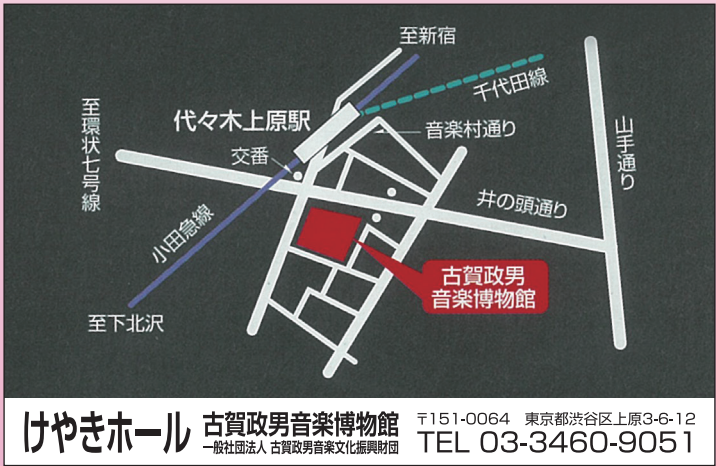 至新宿
千代田線
代々木上原駅
音楽村通り
至環状七号線
交番
山手通り
井の頭通り
小田急線
古賀政男
音楽博物館
至下北沢
けやきホール
古賀政男音楽博物館
一般社団法人 古賀政男音楽文化振興財団
〒151-0064 東京都渋谷区上原3-6-12
TEL 03-3460-9051